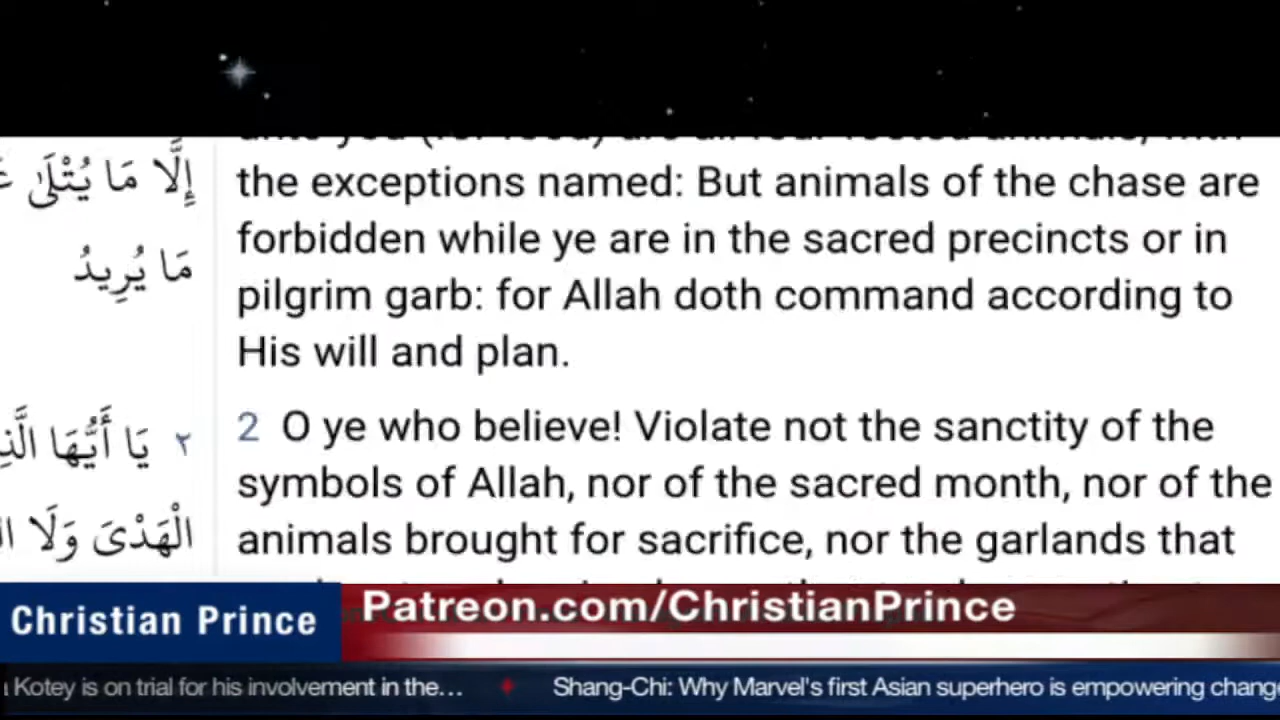 the exceptions named: But animals of the chase are
forbidden while ye are in the sacred precincts or in
pilgrim garb: for Allah doth command according to
His will and plan.
2 O ye who believe! Violate not the sanctity of the
symbols of Allah, nor of the sacred month, nor of the
animals brought for sacrifice, nor the garlands that
إِلَّا مَا يُتْلَىٰ
مَا يُرِيدُ
٢ يَا أَيُّهَا
الْهَدْيَ وَلَا
Christian Prince
Patreon.com/ChristianPrince
Kotey is on trial for his involvement in the... Shang-Chi: Why Marvel's first Asian superhero is empowering